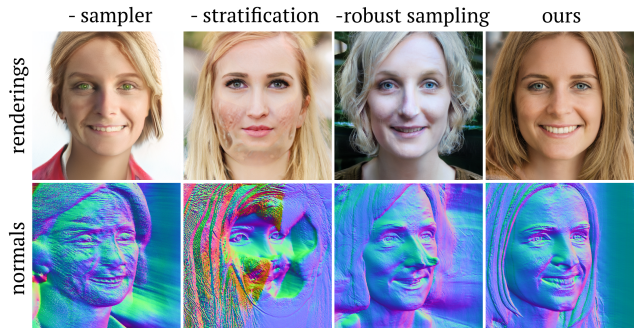 - sampler
- stratification
-robust sampling
ours
renderings
normals